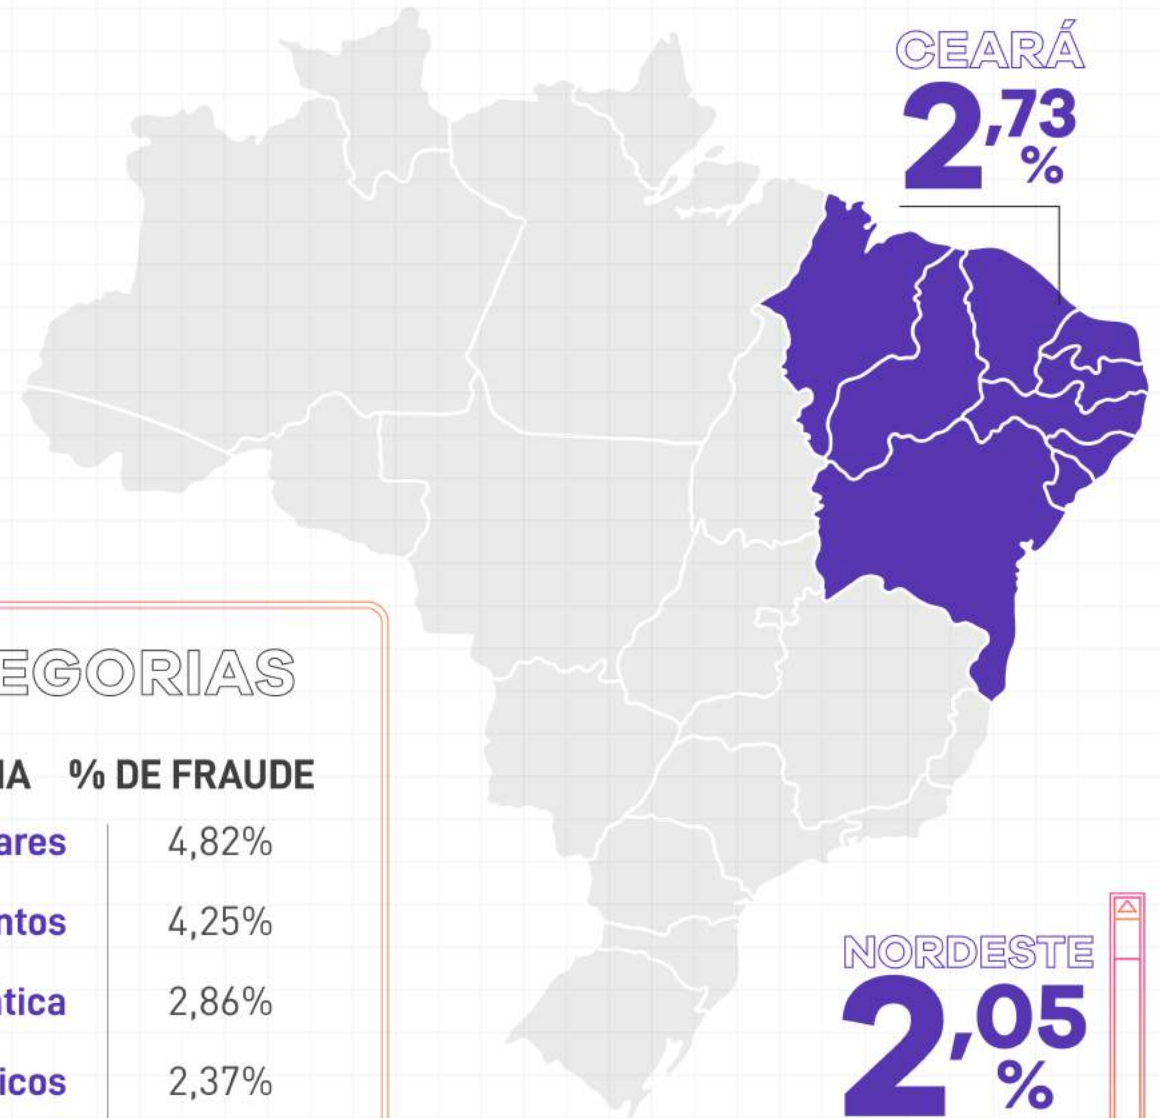 CEARÁ
2,73
%
EGORIAS
IA % DE FRAUDE
ares 4,82%
ntos 4,25%
tica 2,86%
icos 2,37%
NORDESTE
2,05
%